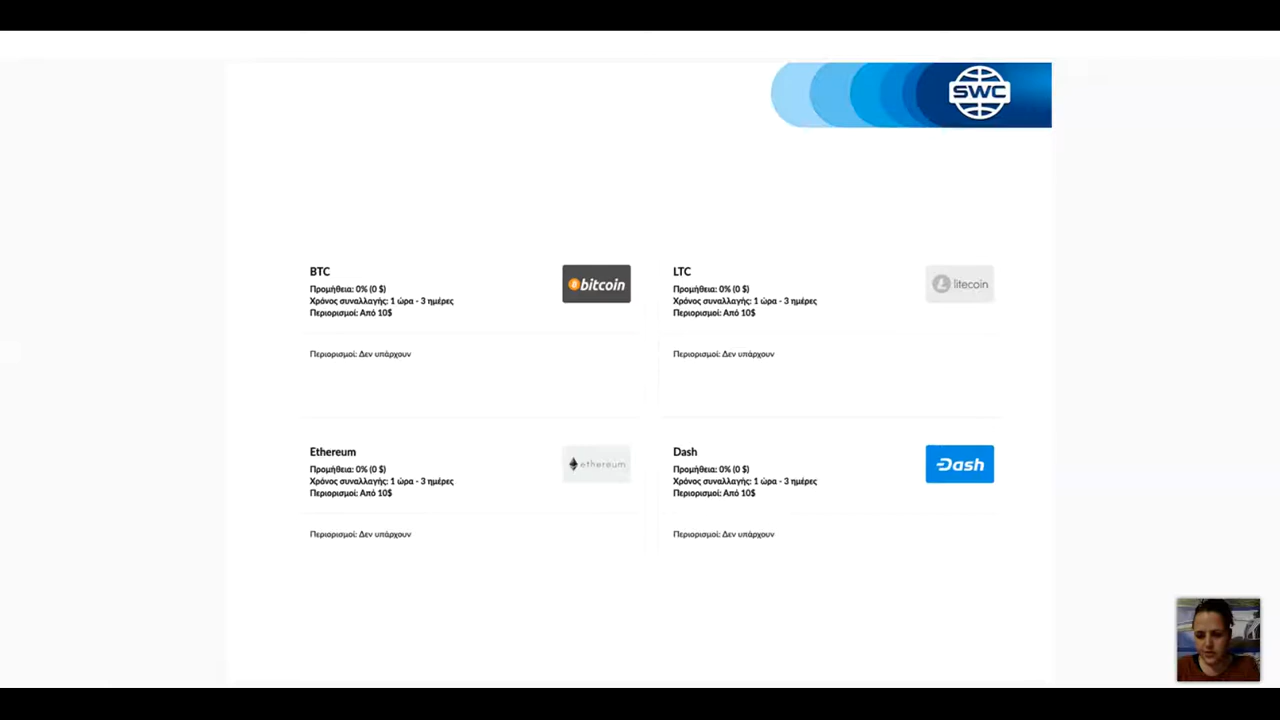 SWC
BTC
Προμήθεια: 0% (0 $)
Χρόνος συναλλαγής: 1 ώρα - 3 ημέρες
Περιορισμοί: Από 10$
bitcoin
Περιορισμοί: Δεν υπάρχουν
LTC
Προμήθεια: 0% (0 $)
Χρόνος συναλλαγής: 1 ώρα - 3 ημέρες
Περιορισμοί: Από 10$
litecoin
Περιορισμοί: Δεν υπάρχουν
Ethereum
Προμήθεια: 0% (0 $)
Χρόνος συναλλαγής: 1 ώρα - 3 ημέρες
Περιορισμοί: Από 10$
ethereum
Περιορισμοί: Δεν υπάρχουν
Dash
Προμήθεια: 0% (0 $)
Χρόνος συναλλαγής: 1 ώρα - 3 ημέρες
Περιορισμοί: Από 10$
Dash
Περιορισμοί: Δεν υπάρχουν